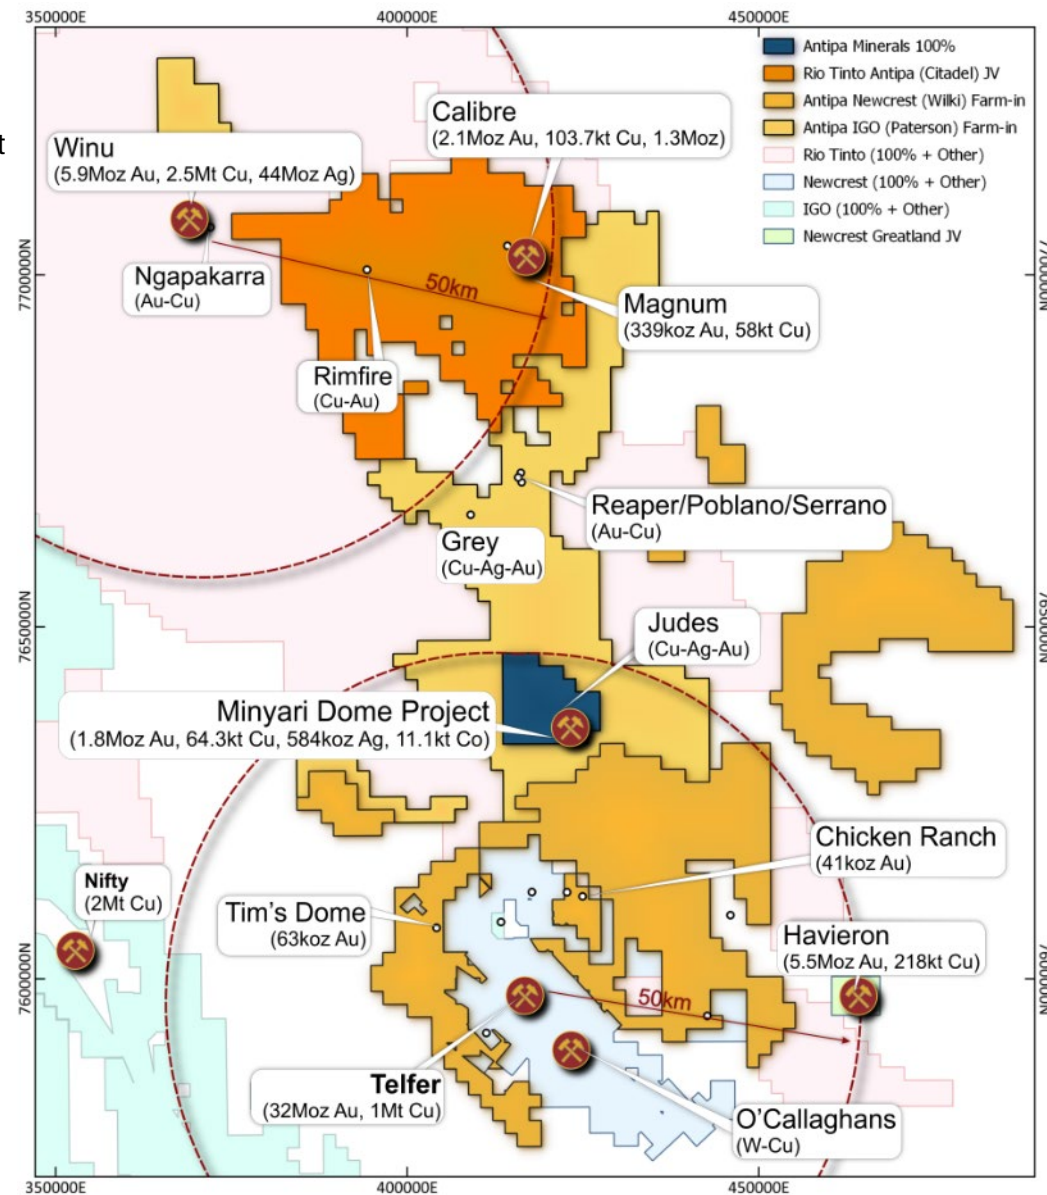 350000E 400000E 450000E
t
Antipa Minerals 100%
Rio Tinto Antipa (Citadel) JV
Antipa Newcrest (Wilki) Farm-in
Antipa IGO (Paterson) Farm-in
Rio Tinto (100% + Other)
Newcrest (100% + Other)
IGO (100% + Other)
Newcrest Greatland JV
Calibre
(2.1Moz Au, 103.7kt Cu, 1.3Moz)
Winu
(5.9Moz Au, 2.5Mt Cu, 44Moz Ag)
Ngapakarra
(Au-Cu)
7700000N
50km
7700000N
Magnum
(339koz Au, 58kt Cu)
Rimfire
(Cu-Au)
Reaper/Poblano/Serrano
(Au-Cu)
Grey
(Cu-Ag-Au)
7650000N
7650000N
Judes
(Cu-Ag-Au)
Minyari Dome Project
(1.8Moz Au, 64.3kt Cu, 584koz Ag, 11.1kt Co)
Chicken Ranch
(41koz Au)
Nifty
(2Mt Cu)
Tim's Dome
(63koz Au)
Havieron
(5.5Moz Au, 218kt Cu)
7600000N
50km
7600000N
Telfer
(32Moz Au, 1Mt Cu)
O'Callaghans
(W-Cu)
350000E 400000E 450000E